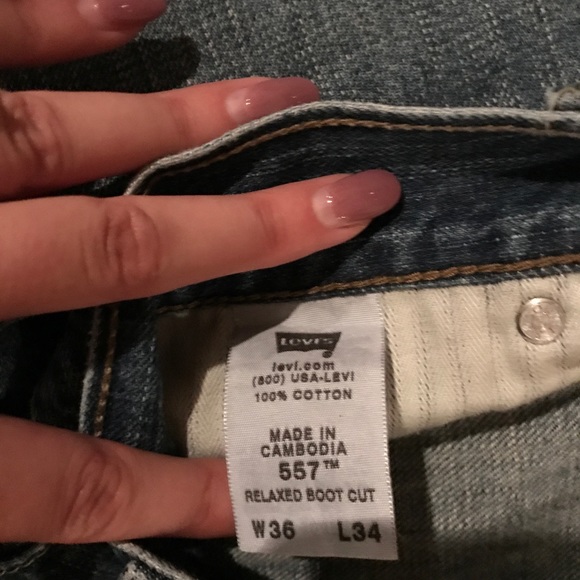 Levi's
levi.com
(800) USA-LEVI
100% COTTON
MADE IN
CAMBODIA
557™
RELAXED BOOT CUT
W36 L34